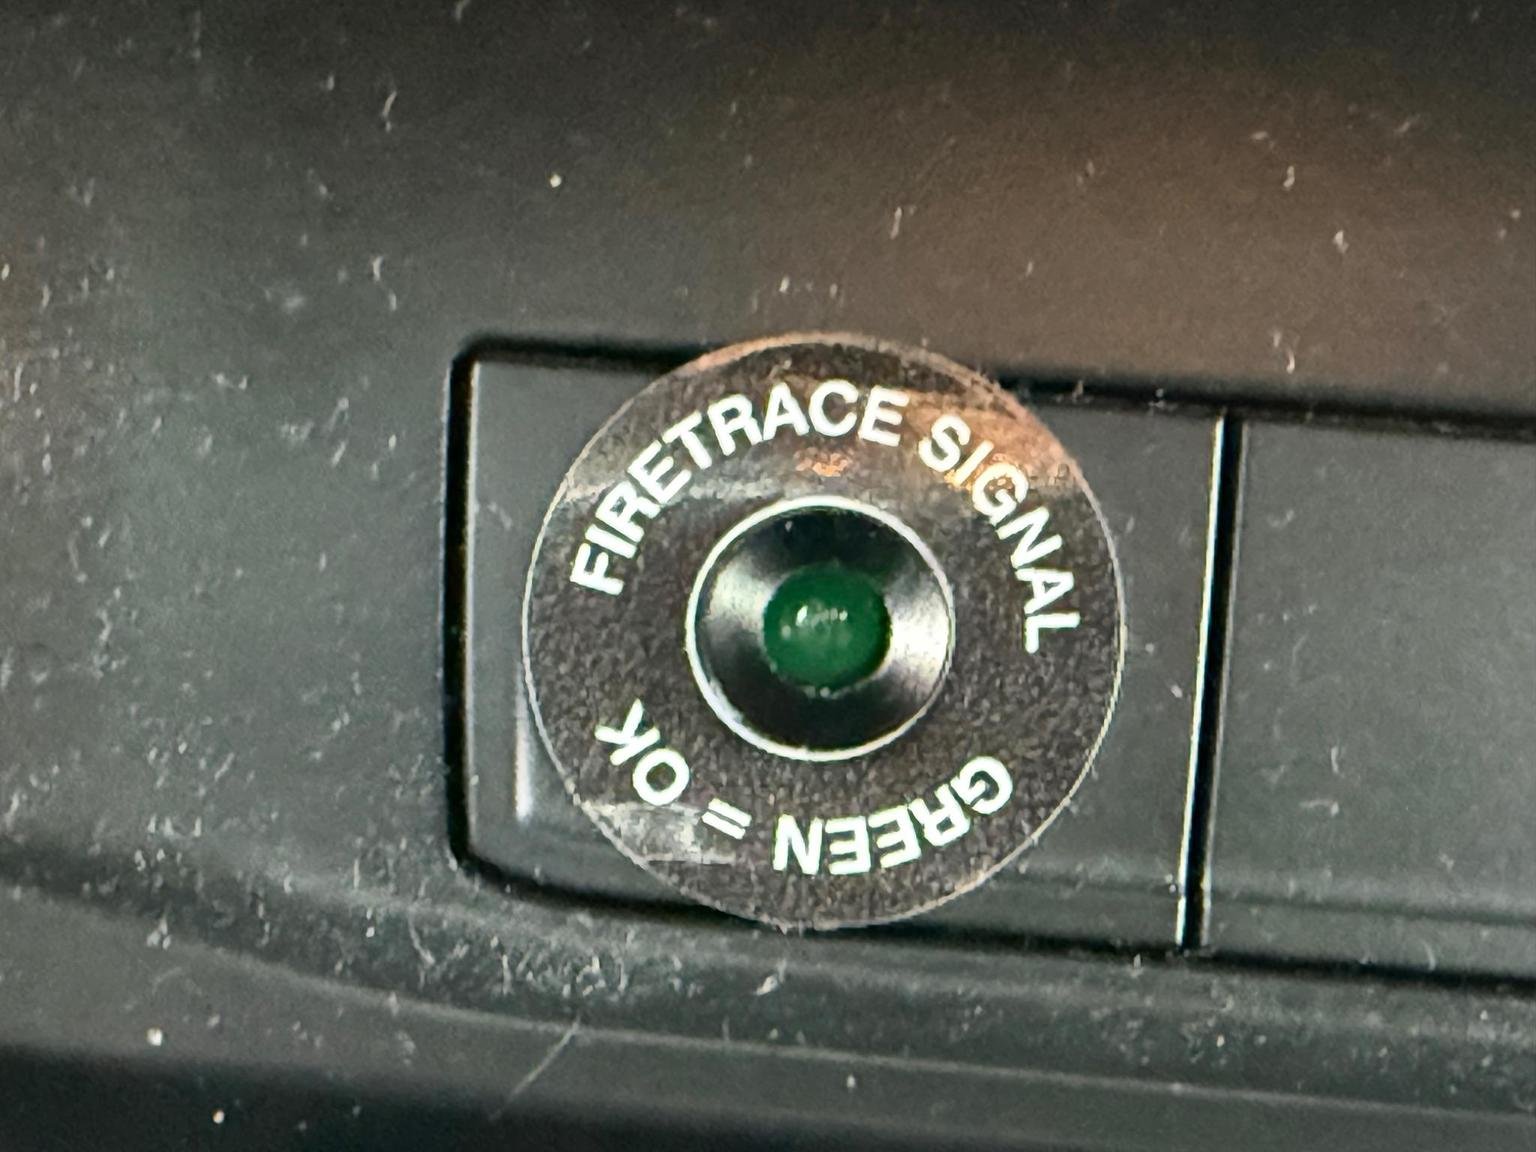 FIRETRACE SIGNAL
GREEN = OK